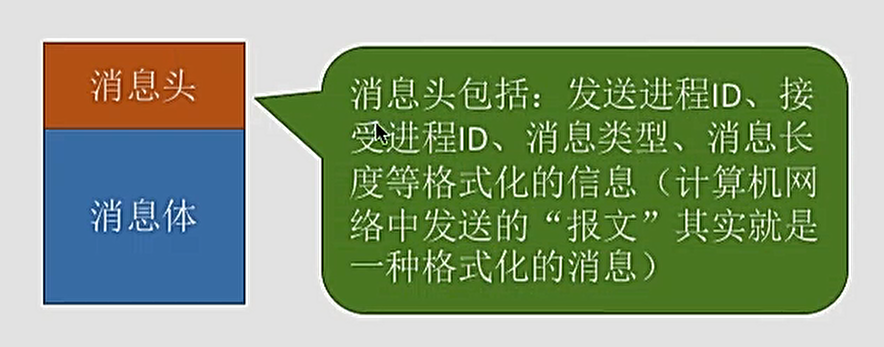 消息头
消息体
消息头包括：发送进程ID、接
受进程ID、消息类型、消息长
度等格式化的信息（计算机网
络中发送的“报文”其实就是
一种格式化的消息）